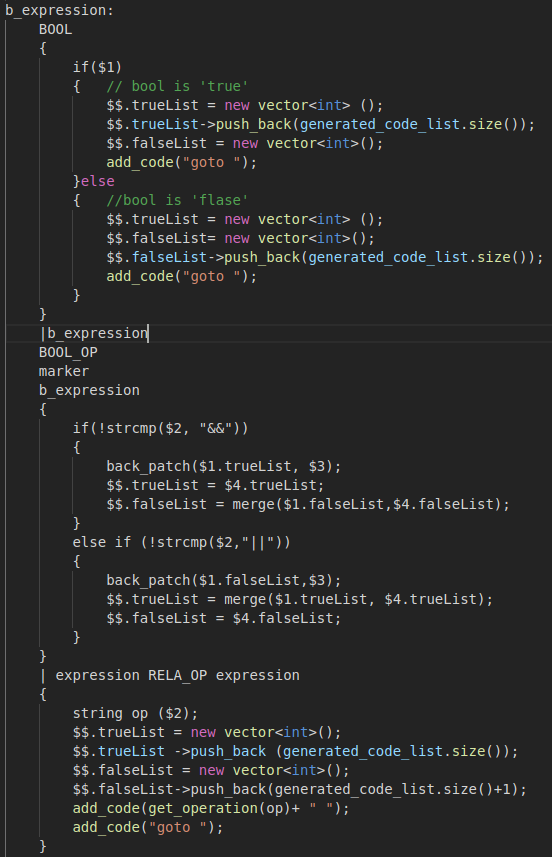 b_expression:
    BOOL
    {
        if($1)
        {   // bool is 'true'
            $$.trueList = new vector<int> ();
            $$.trueList->push_back(generated_code_list.size());
            $$.falseList = new vector<int>();
            add_code("goto ");
        }else
        {   //bool is 'flase'
            $$.trueList = new vector<int> ();
            $$.falseList= new vector<int>();
            $$.falseList->push_back(generated_code_list.size());
            add_code("goto ");
        }
    }
    |b_expression
    BOOL_OP
    marker
    b_expression
    {
        if(!strcmp($2, "&&"))
        {
            back_patch($1.trueList, $3);
            $$.trueList = $4.trueList;
            $$.falseList = merge($1.falseList,$4.falseList);
        }
        else if (!strcmp($2,"||"))
        {
            back_patch($1.falseList,$3);
            $$.trueList = merge($1.trueList, $4.trueList);
            $$.falseList = $4.falseList;
        }
    }
    | expression RELA_OP expression
    {
        string op ($2);
        $$.trueList = new vector<int>();
        $$.trueList ->push_back (generated_code_list.size());
        $$.falseList = new vector<int>();
        $$.falseList->push_back(generated_code_list.size()+1);
        add_code(get_operation(op)+ " ");
        add_code("goto ");
    }